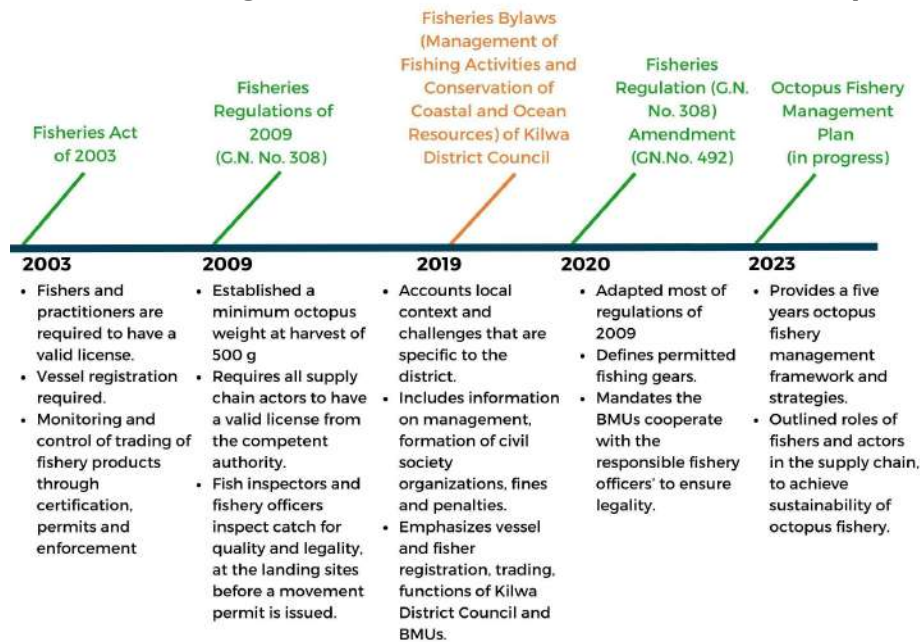 Fisheries Act
of 2003
Fisheries
Regulations of
2009
(G.N. No. 308)
Fisheries Bylaws
(Management of
Fishing Activities and
Conservation of
Coastal and Ocean
Resources) of Kilwa
District Council
Fisheries
Regulation (G.N.
No. 308)
Amendment
(GN.No. 492)
Octopus Fishery
Management
Plan
(in progress)
2003
• Fishers and
practitioners are
required to have a
valid license.
• Vessel registration
required.
• Monitoring and
control of trading of
fishery products
through
certification,
permits and
enforcement
2009
• Established a
minimum octopus
weight at harvest of
500 g
• Requires all supply
chain actors to have
a valid license from
the competent
authority.
• Fish inspectors and
fishery officers
inspect catch for
quality and legality,
at the landing sites
before a movement
permit is issued.
2019
• Accounts local
context and
challenges that are
specific to the
district.
• Includes information
on management,
formation of civil
society
organizations, fines
and penalties.
• Emphasizes vessel
and fisher
registration, trading,
functions of Kilwa
District Council and
BMUs.
2020
• Adapted most of
regulations of
2009
• Defines permitted
fishing gears.
• Mandates the
BMUs cooperate
with the
responsible fishery
officers' to ensure
legality.
2023
• Provides a five
years octopus
fishery
management
framework and
strategies.
• Outlined roles of
fishers and actors
in the supply chain,
to achieve
sustainability of
octopus fishery.